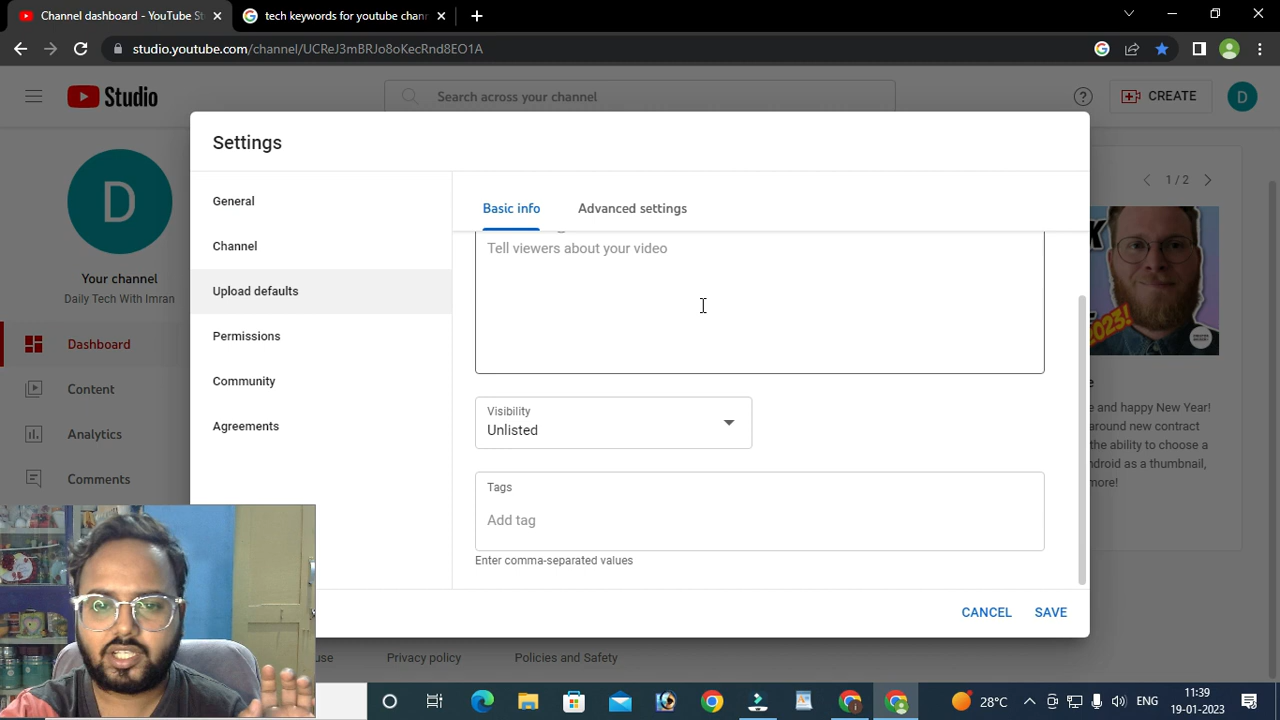 Channel dashboard - YouTube St
tech keywords for youtube chan
studio.youtube.com/channel/UCReJ3mBRJo8oKecRnd8EO1A
Studio
Search across your channel
CREATE
D
Settings
D
Your channel
Daily Tech With Imran
Dashboard
Content
Analytics
Comments
General
Channel
Upload defaults
Permissions
Community
Agreements
Basic info
Advanced settings
Tell viewers about your video
Visibility
Unlisted
Tags
Add tag
Enter comma-separated values
CANCEL
SAVE
1 / 2
2023!
e and happy New Year!
around new contract
the ability to choose a
ndroid as a thumbnail,
more!
use
Privacy policy
Policies and Safety
28°C
ENG
11:39
19-01-2023